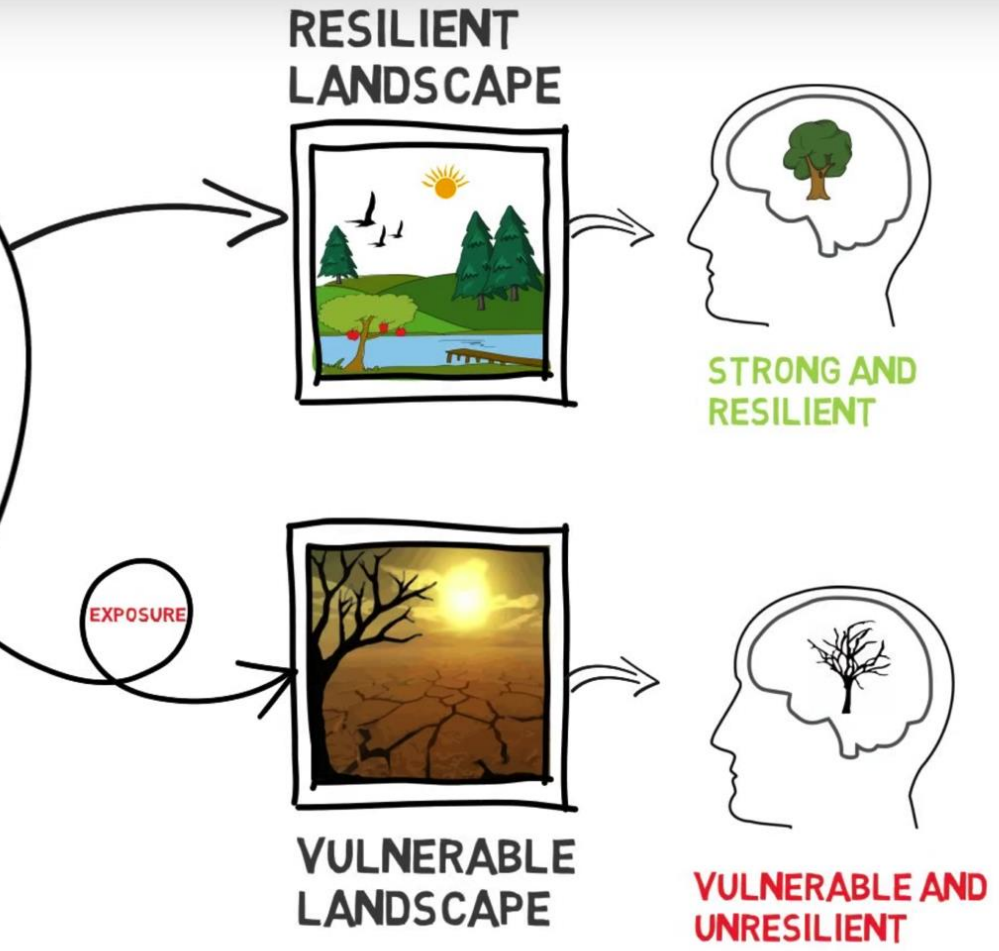 RESILIENT
LANDSCAPE
STRONG AND
RESILIENT
EXPOSURE
VULNERABLE
LANDSCAPE
VULNERABLE AND
UNRESILIENT